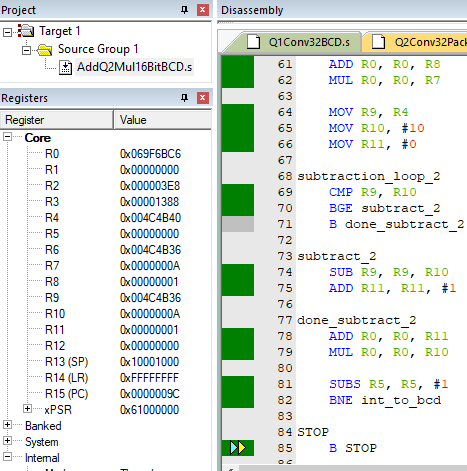 Project
Target 1
Source Group 1
AddQ2Mul16BitBCD.s
Registers
Register Value
Core
R0 0x069F6BC6
R1 0x00000000
R2 0x000003E8
R3 0x00001388
R4 0x004C4B40
R5 0x00000000
R6 0x004C4B36
R7 0x0000000A
R8 0x00000001
R9 0x004C4B36
R10 0x0000000A
R11 0x00000001
R12 0x00000000
R13 (SP) 0x10001000
R14 (LR) 0xFFFFFFFF
R15 (PC) 0x0000009C
xPSR 0x61000000
Banked
System
Internal
Disassembly
Q1Conv32BCD.s Q2Conv32Pack
61 ADD R0, R0, R8
62 MUL R0, R0, R7
63
64 MOV R9, R4
65 MOV R10, #10
66 MOV R11, #0
67
68 subtraction_loop_2
69 CMP R9, R10
70 BGE subtract_2
71 B done_subtract_2
72
73 subtract_2
74 SUB R9, R9, R10
75 ADD R11, R11, #1
76
77 done_subtract_2
78 ADD R0, R0, R11
79 MUL R0, R0, R10
80
81 SUBS R5, R5, #1
82 BNE int_to_bcd
83
84 STOP
85 B STOP